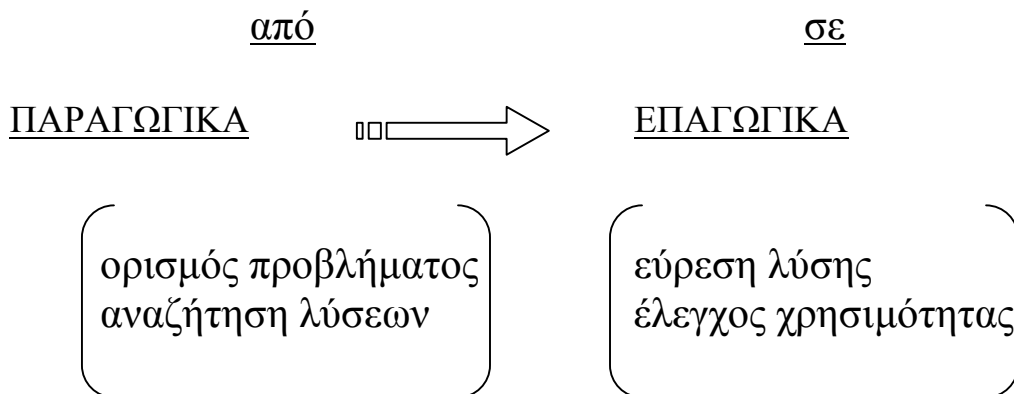 από
σε
ΠΑΡΑΓΩΓΙΚΑ
ΕΠΑΓΩΓΙΚΑ
ορισμός προβλήματος
αναζήτηση λύσεων
εύρεση λύσης
έλεγχος χρησιμότητας